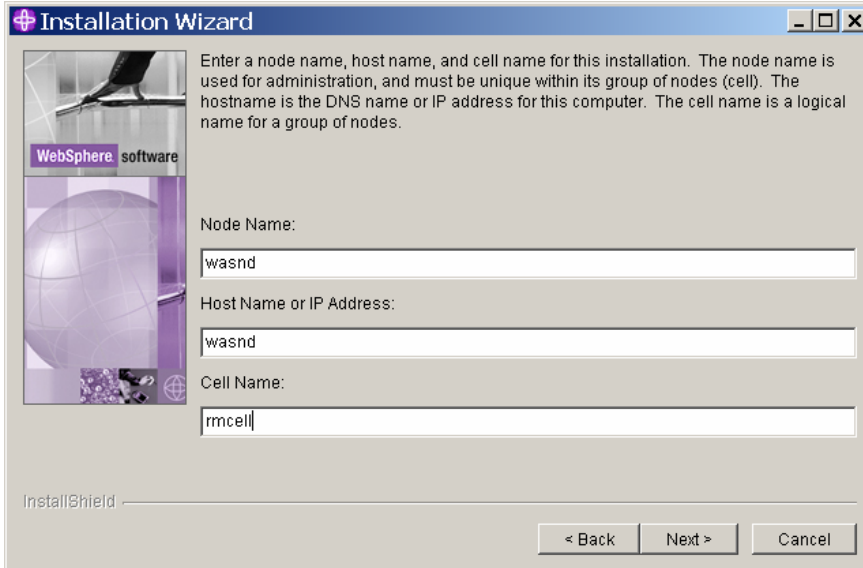 Installation Wizard
Enter a node name, host name, and cell name for this installation. The node name is
used for administration, and must be unique within its group of nodes (cell). The
hostname is the DNS name or IP address for this computer. The cell name is a logical
name for a group of nodes.
WebSphere software
Node Name:
wasnd
Host Name or IP Address:
wasnd
Cell Name:
rmcell
InstallShield
< Back Next > Cancel